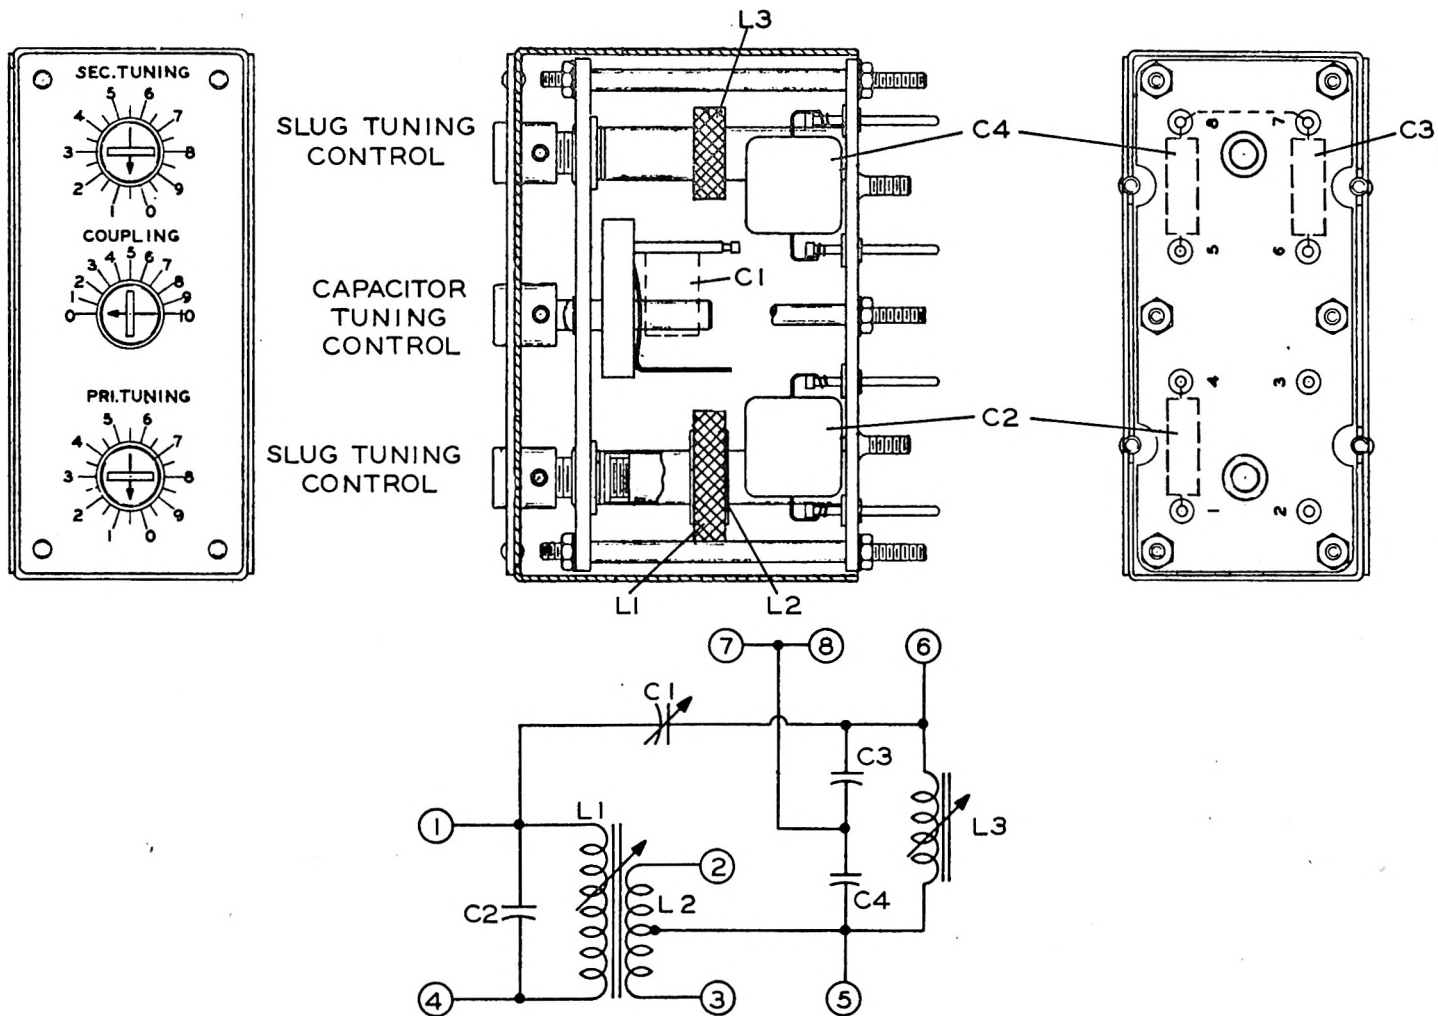 SEC. TUNING
5 6
4 7
3 8
2 9
1 0
COUPLING
5
4 6
3 7
2 8
1 9
0 10
PRI. TUNING
5 6
4 7
3 8
2 9
1 0
SLUG TUNING
CONTROL
CAPACITOR
TUNING
CONTROL
SLUG TUNING
CONTROL
L3
C1
C4
C2
L1
L2
C3
8 7
5 6
4 3
1 2
7 8 6
C1
C3
L1
1
L3
2
C2
L2
C4
4 3 5